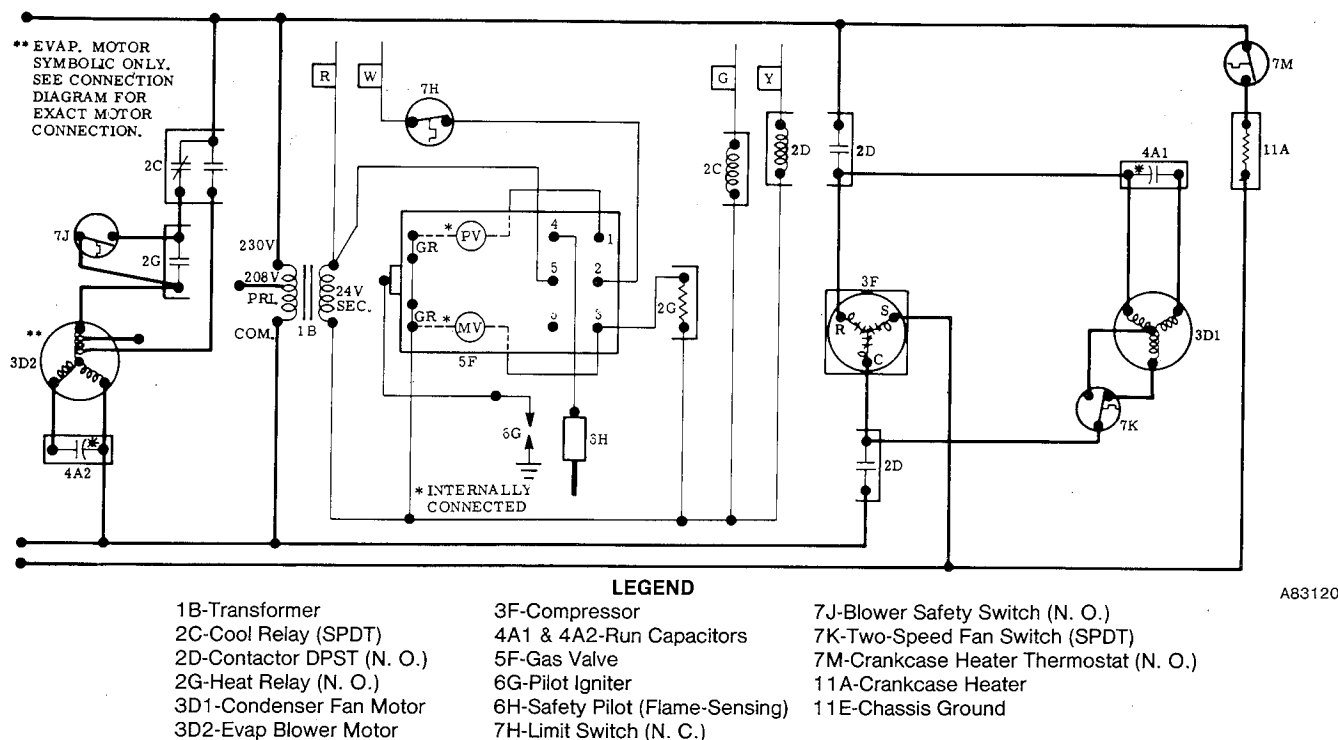 ** EVAP. MOTOR
SYMBOLIC ONLY.
SEE CONNECTION
DIAGRAM FOR
EXACT MOTOR
CONNECTION.
R
W
7H
G
Y
7M
2C
2C
2D
2D
4A1
11A
7J
2G
230V
208V
PRI.
COM.
24V
SEC.
1B
GR
* PV
4
1
5
2
GR
* MV
5
3
5F
2G
3F
R
S
C
3D1
**
3D2
7K
6G
3H
2D
4A2
*
*
* INTERNALLY
CONNECTED
LEGEND
A83120
1B-Transformer
2C-Cool Relay (SPDT)
2D-Contactor DPST (N. O.)
2G-Heat Relay (N. O.)
3D1-Condenser Fan Motor
3D2-Evap Blower Motor
3F-Compressor
4A1 & 4A2-Run Capacitors
5F-Gas Valve
6G-Pilot Igniter
6H-Safety Pilot (Flame-Sensing)
7H-Limit Switch (N. C.)
7J-Blower Safety Switch (N. O.)
7K-Two-Speed Fan Switch (SPDT)
7M-Crankcase Heater Thermostat (N. O.)
11A-Crankcase Heater
11E-Chassis Ground